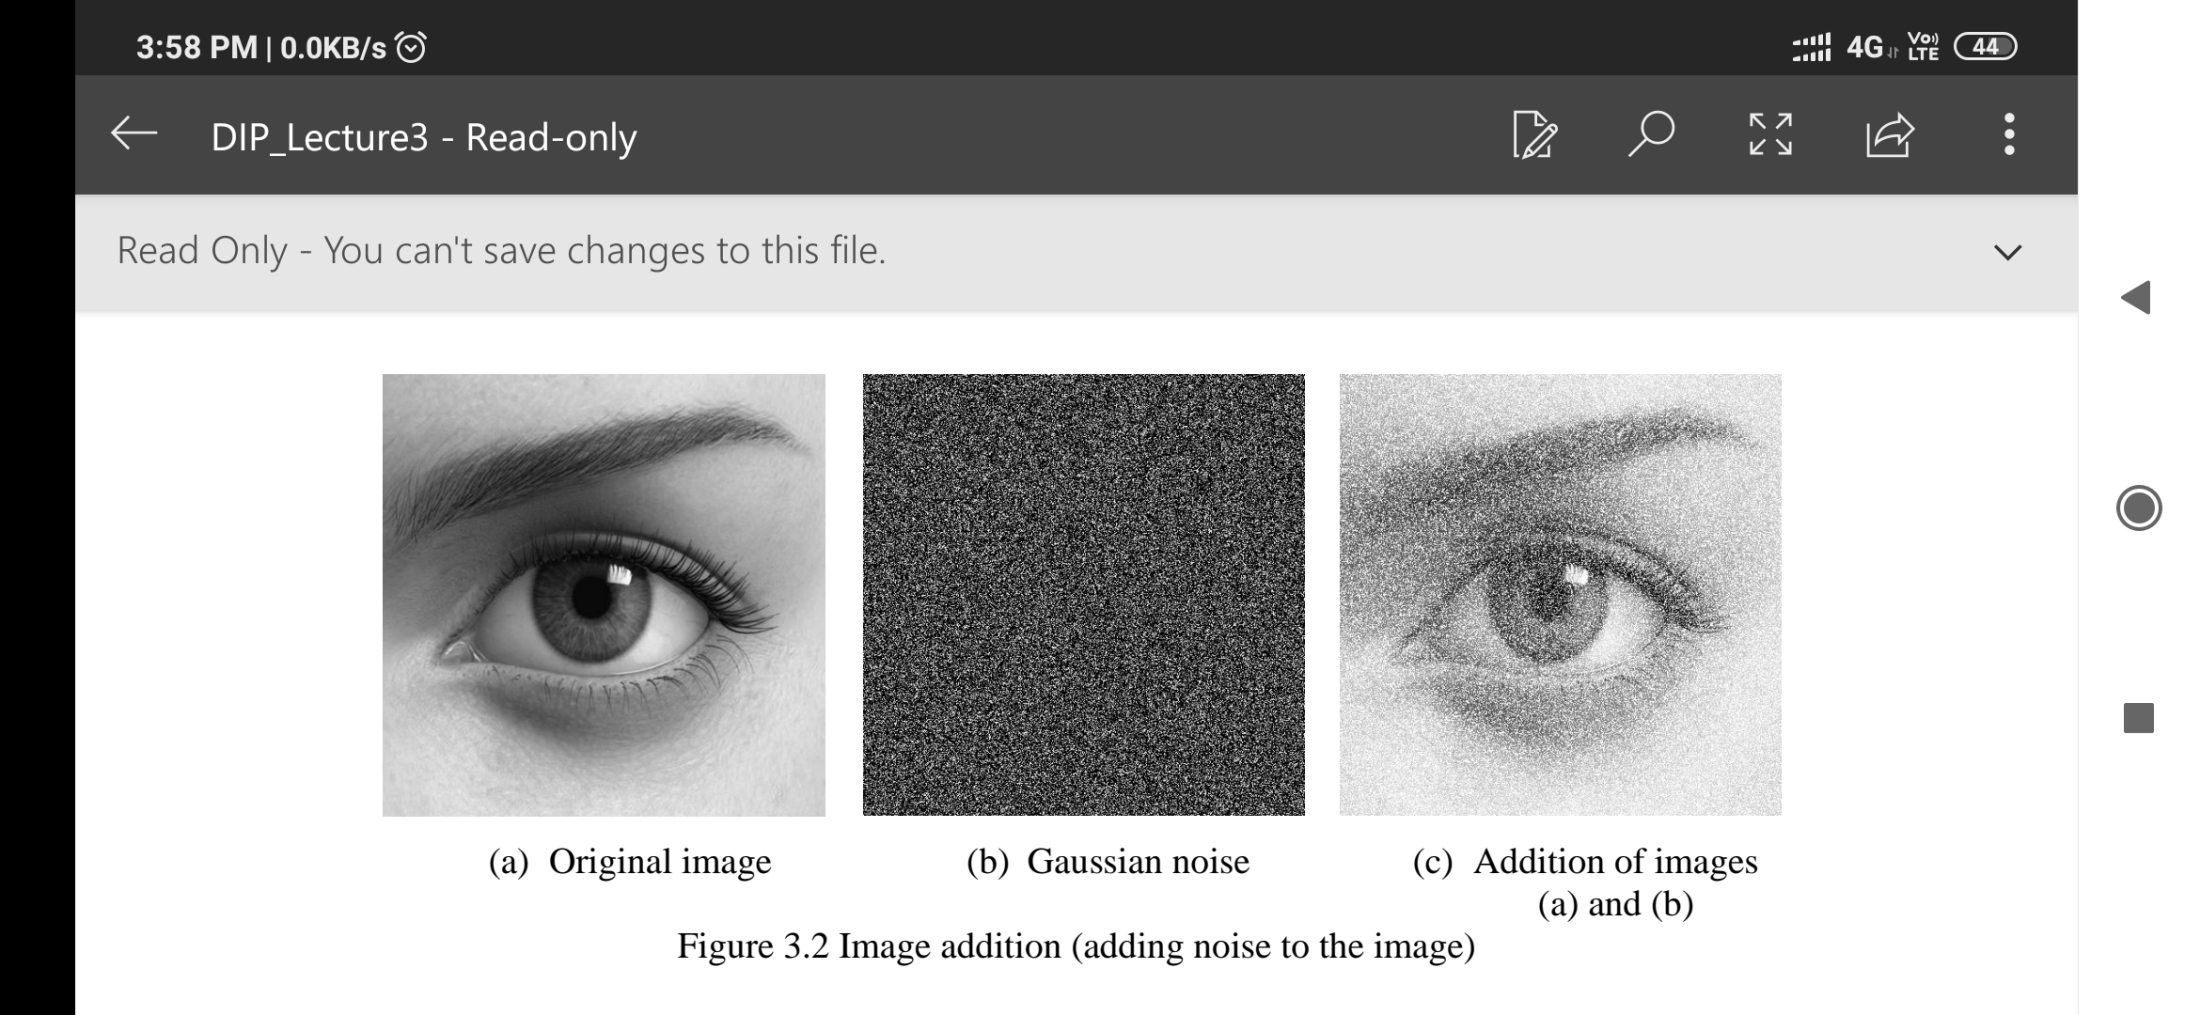 3:58 PM | 0.0KB/s
4G VoLTE 44
DIP_Lecture3 - Read-only
Read Only - You can't save changes to this file.
(a) Original image
(b) Gaussian noise
(c) Addition of images
(a) and (b)
Figure 3.2 Image addition (adding noise to the image)